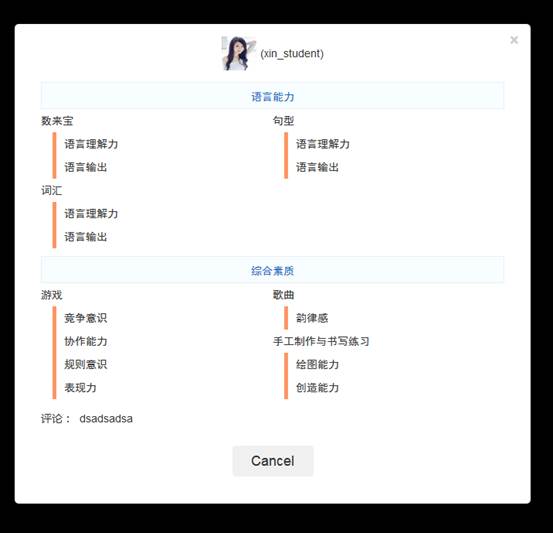 (xin_student)
×
语言能力
数来宝
语言理解力
语言输出
句型
语言理解力
语言输出
词汇
语言理解力
语言输出
综合素质
游戏
竞争意识
协作能力
规则意识
表现力
歌曲
韵律感
手工制作与书写练习
绘图能力
创造能力
评论： dsadsadsa
Cancel